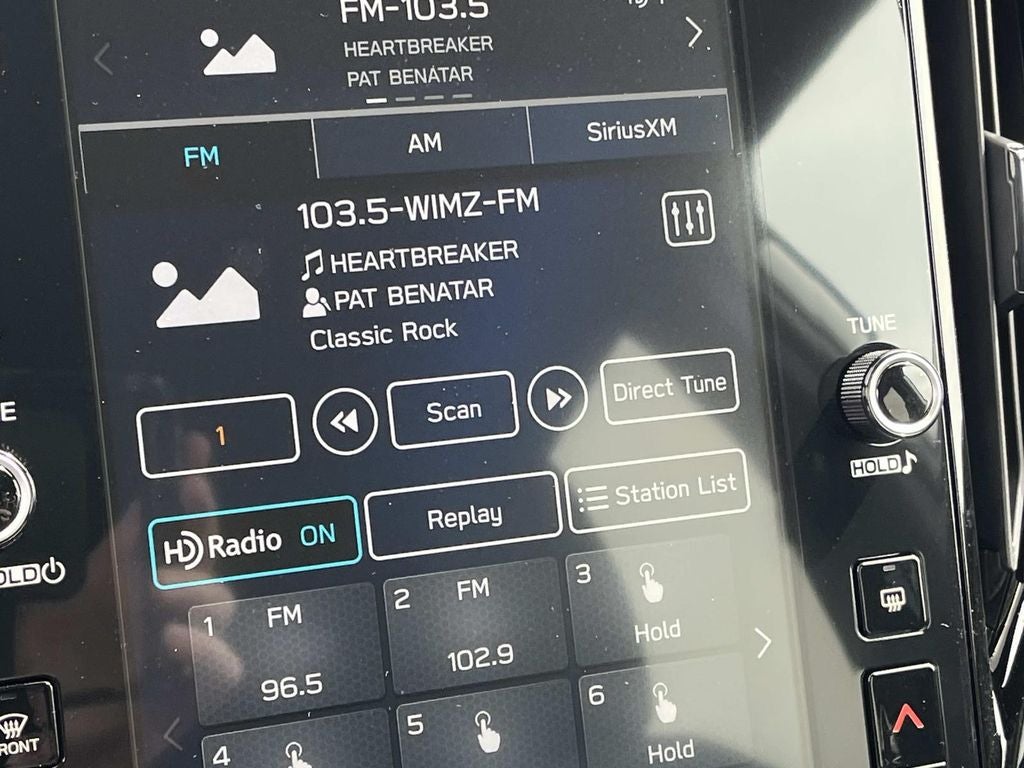 FM-103.5
HEARTBREAKER
PAT BENATAR
FM
AM
SiriusXM
103.5-WIMZ-FM
HEARTBREAKER
PAT BENATAR
Classic Rock
TUNE
1
Scan
Direct Tune
HOLD
HD Radio ON
Replay
Station List
1
FM
96.5
2
FM
102.9
3
Hold
4
5
6
Hold